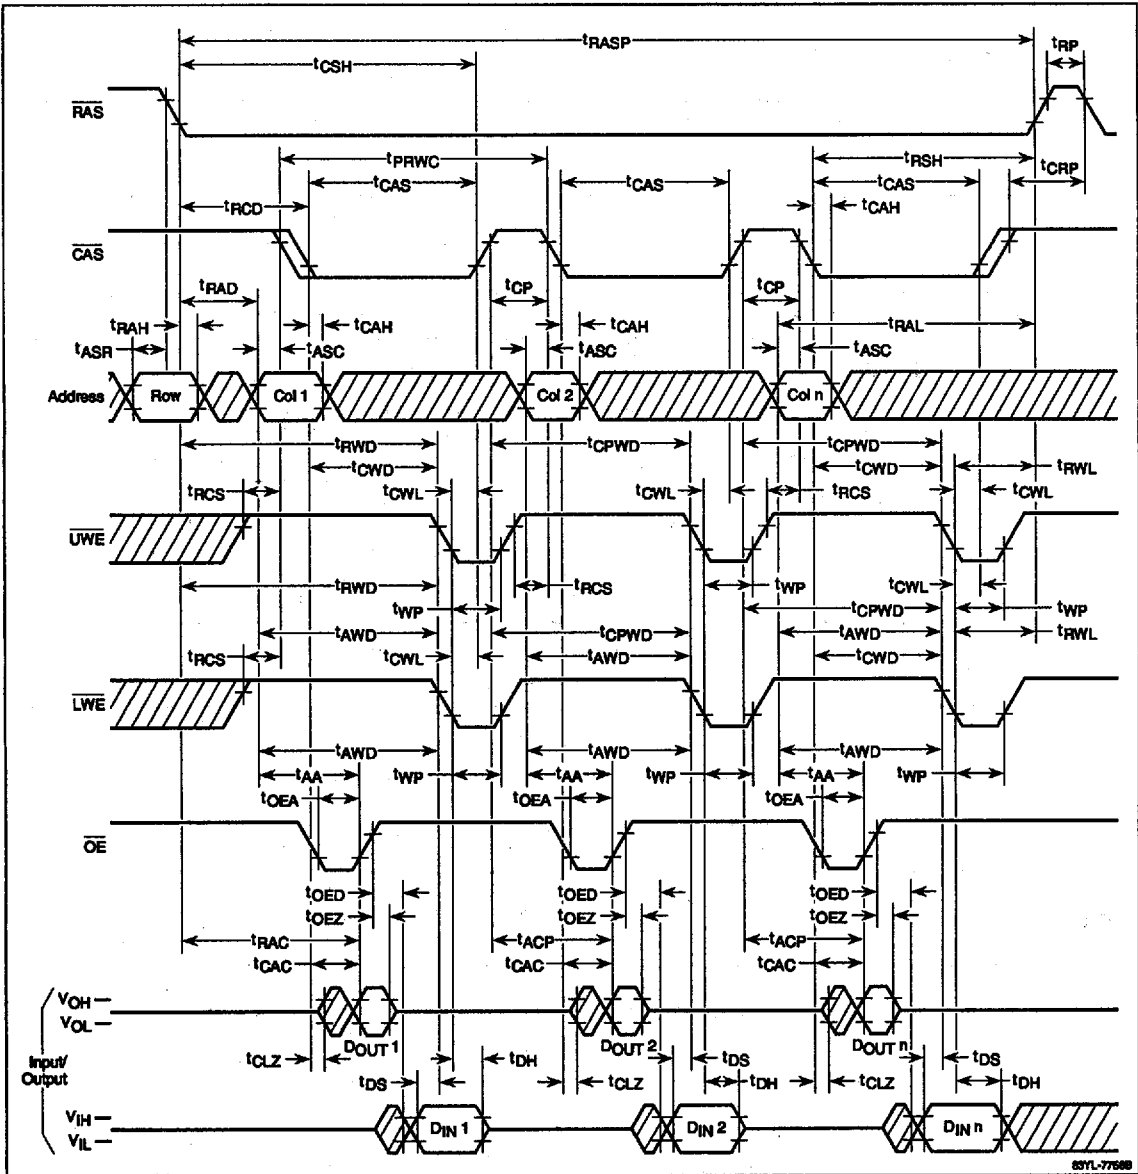 tRASP
tRP
tCSH
RAS
tPRWC
tRSH
tCAS
tCAS
tCAS
tCRP
tRCD
tCAH
CAS
tRAD
tCP
tCP
tRAH
tCAH
tCAH
tRAL
tASR
tASC
tASC
tASC
Address
Row
Col 1
Col 2
Col n
tRWD
tCPWD
tCPWD
tCWD
tCWD
tRWL
tRCS
tCWL
tCWL
tRCS
tCWL
UWE
tRWD
tRCS
tWP
tCWL
tWP
tCPWD
tWP
tAWD
tCPWD
tAWD
tRWL
tRCS
tCWL
tAWD
tCWD
LWE
tAWD
tAWD
tAWD
tAA
tWP
tAA
tWP
tAA
tWP
tOEA
tOEA
tOEA
OE
tOED
tOED
tOED
tOEZ
tOEZ
tOEZ
tRAC
tACP
tACP
tCAC
tCAC
tCAC
VOH
VOL
DOUT 1
DOUT 2
DOUT n
Input/
Output
tCLZ
tDH
tDS
tDS
tDS
tCLZ
tDH
tCLZ
tDH
VIH
VIL
DIN 1
DIN 2
DIN n